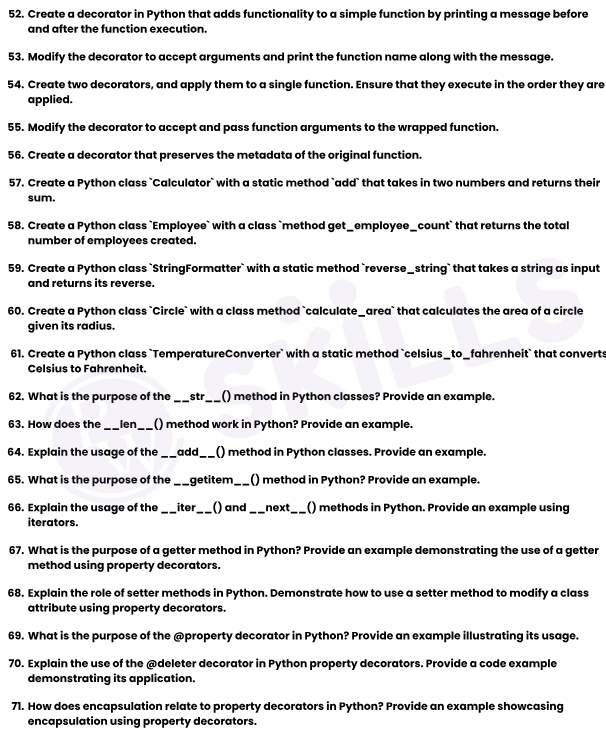 52. Create a decorator in Python that adds functionality to a simple function by printing a message before
and after the function execution.
53. Modify the decorator to accept arguments and print the function name along with the message.
54. Create two decorators, and apply them to a single function. Ensure that they execute in the order they are
applied.
55. Modify the decorator to accept and pass function arguments to the wrapped function.
56. Create a decorator that preserves the metadata of the original function.
57. Create a Python class `Calculator` with a static method `add` that takes in two numbers and returns their
sum.
58. Create a Python class `Employee` with a class `method get_employee_count` that returns the total
number of employees created.
59. Create a Python class `StringFormatter` with a static method `reverse_string` that takes a string as input
and returns its reverse.
60. Create a Python class `Circle` with a class method `calculate_area` that calculates the area of a circle
given its radius.
61. Create a Python class `TemperatureConverter` with a static method `celsius_to_fahrenheit` that converts
Celsius to Fahrenheit.
62. What is the purpose of the __str__() method in Python classes? Provide an example.
63. How does the __len__() method work in Python? Provide an example.
64. Explain the usage of the __add__() method in Python classes. Provide an example.
65. What is the purpose of the __getitem__() method in Python? Provide an example.
66. Explain the usage of the __iter__() and __next__() methods in Python. Provide an example using
iterators.
67. What is the purpose of a getter method in Python? Provide an example demonstrating the use of a getter
method using property decorators.
68. Explain the role of setter methods in Python. Demonstrate how to use a setter method to modify a class
attribute using property decorators.
69. What is the purpose of the @property decorator in Python? Provide an example illustrating its usage.
70. Explain the use of the @deleter decorator in Python property decorators. Provide a code example
demonstrating its application.
71. How does encapsulation relate to property decorators in Python? Provide an example showcasing
encapsulation using property decorators.
SKILLS
PW